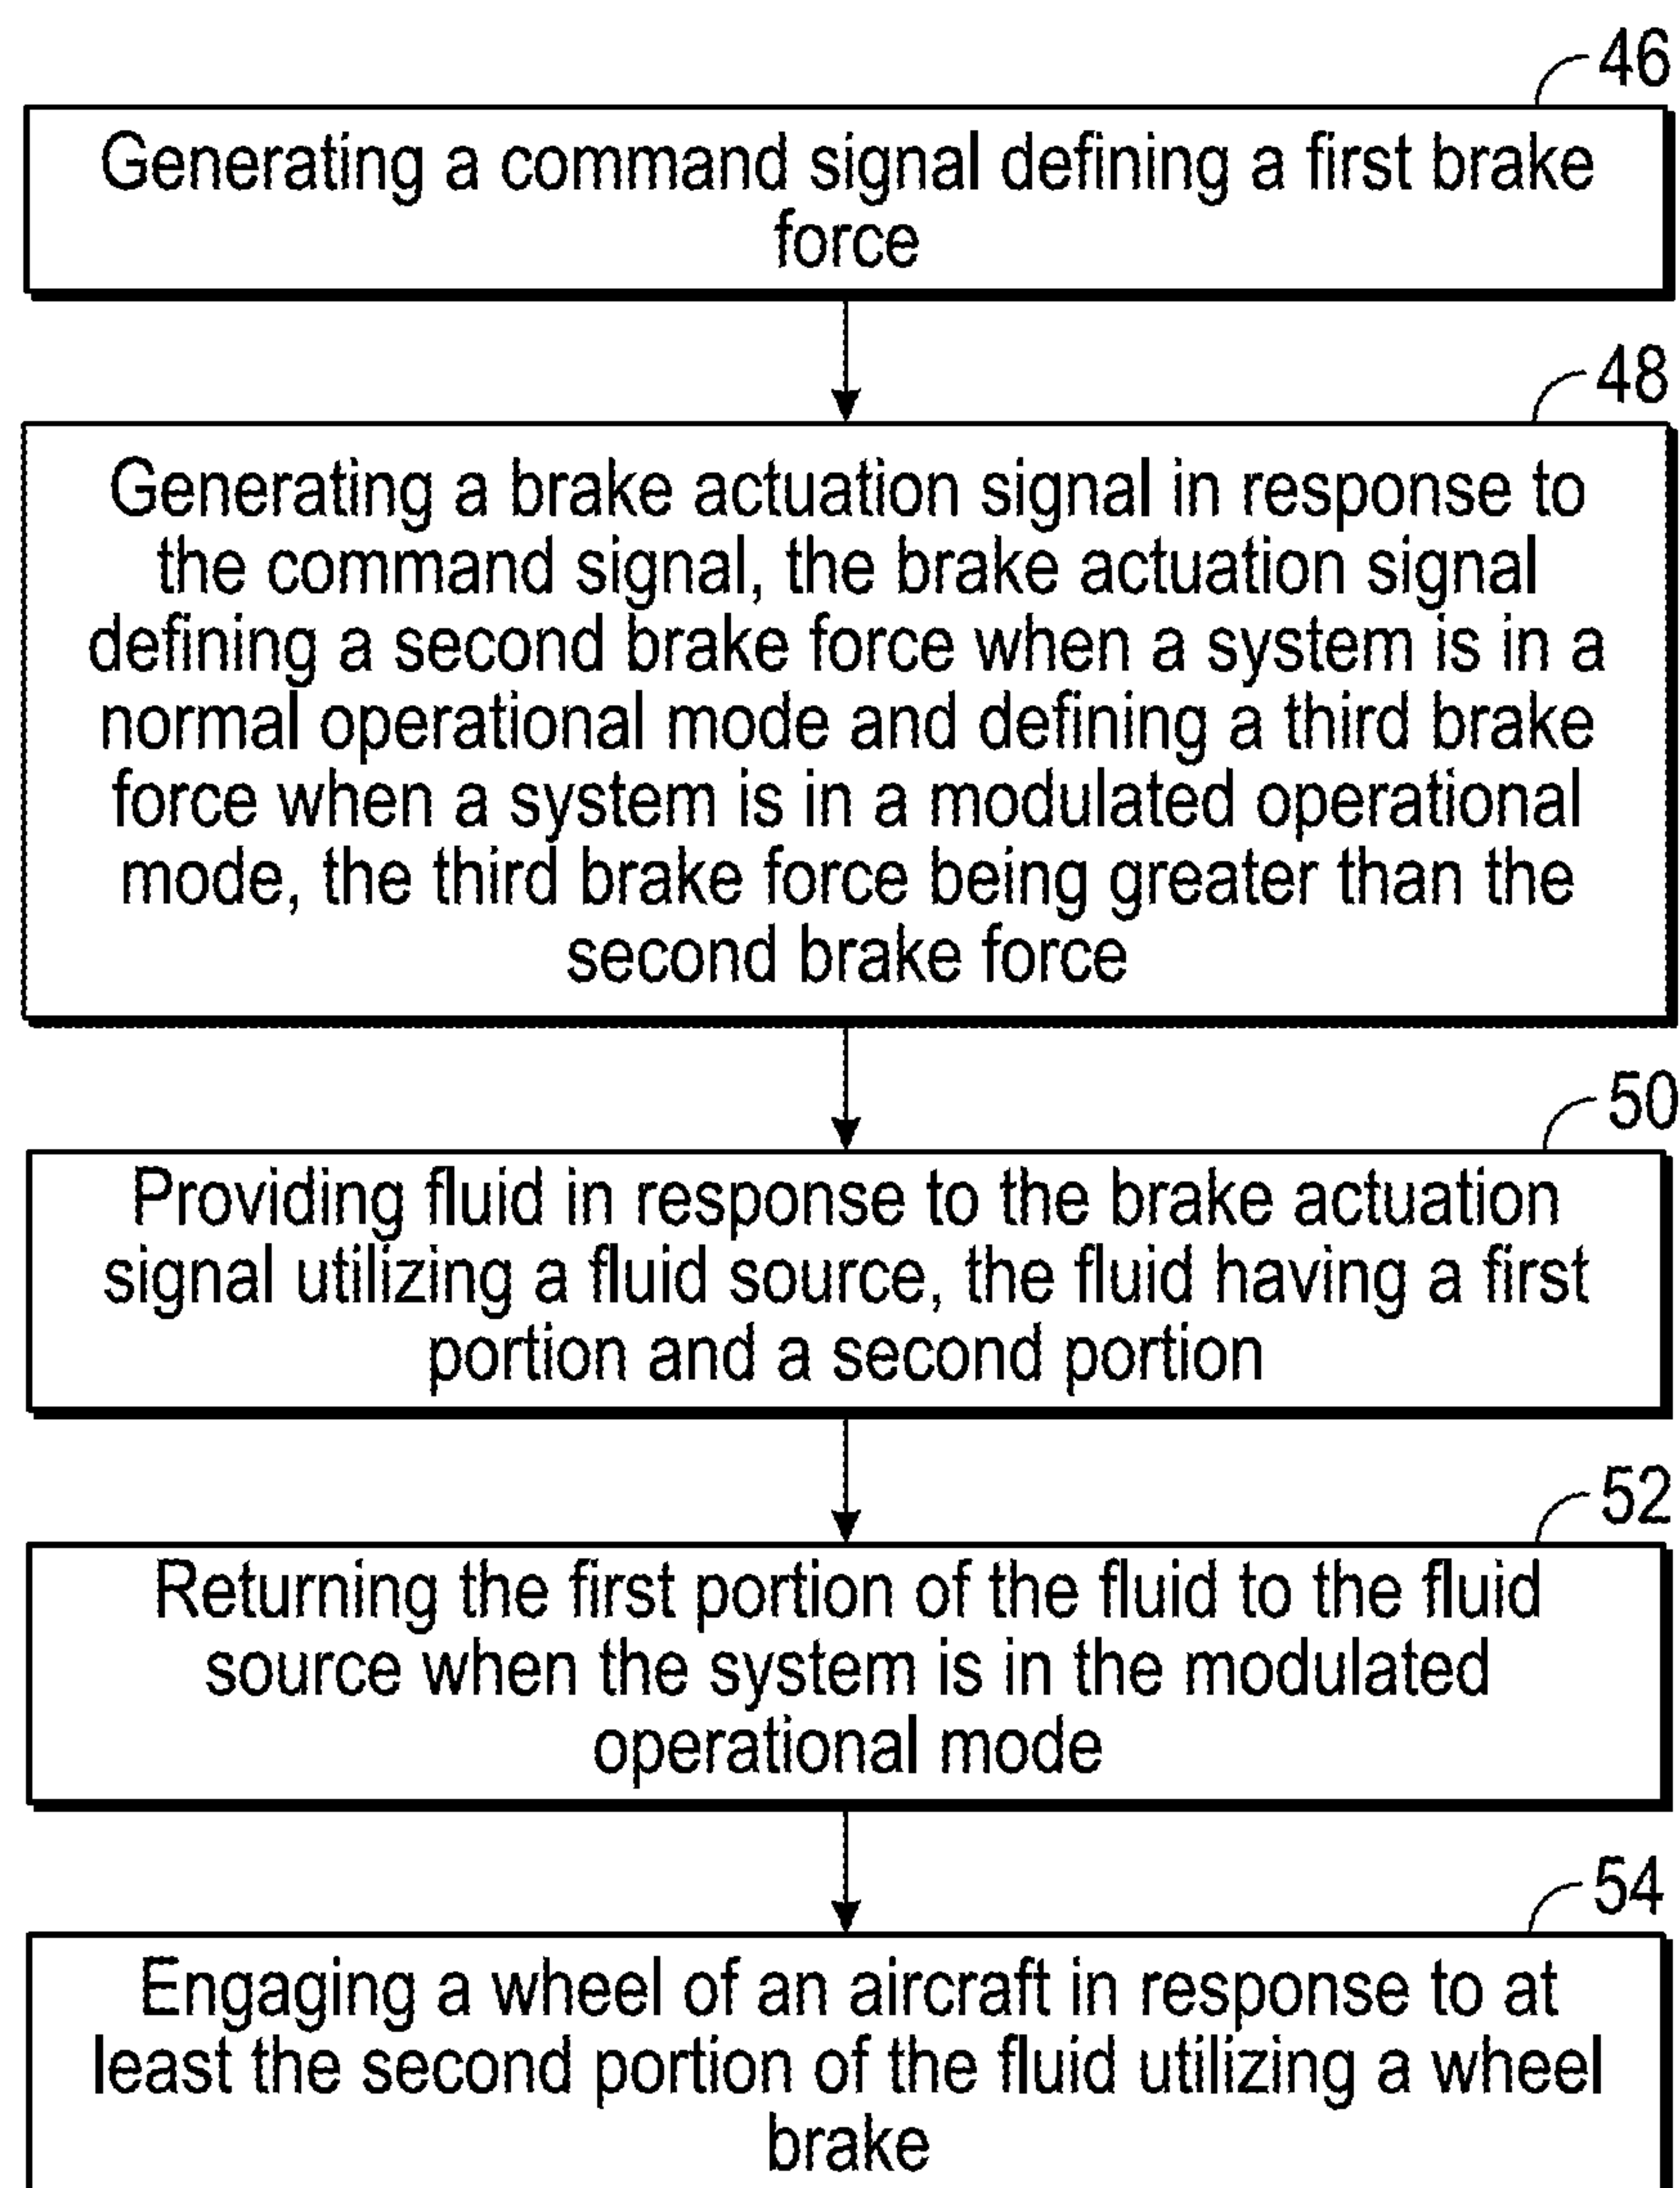 46
Generating a command signal defining a first brake
force
48
Generating a brake actuation signal in response to
the command signal, the brake actuation signal
defining a second brake force when a system is in a
normal operational mode and defining a third brake
force when a system is in a modulated operational
mode, the third brake force being greater than the
second brake force
50
Providing fluid in response to the brake actuation
signal utilizing a fluid source, the fluid having a first
portion and a second portion
52
Returning the first portion of the fluid to the fluid
source when the system is in the modulated
operational mode
54
Engaging a wheel of an aircraft in response to at
least the second portion of the fluid utilizing a wheel
brake